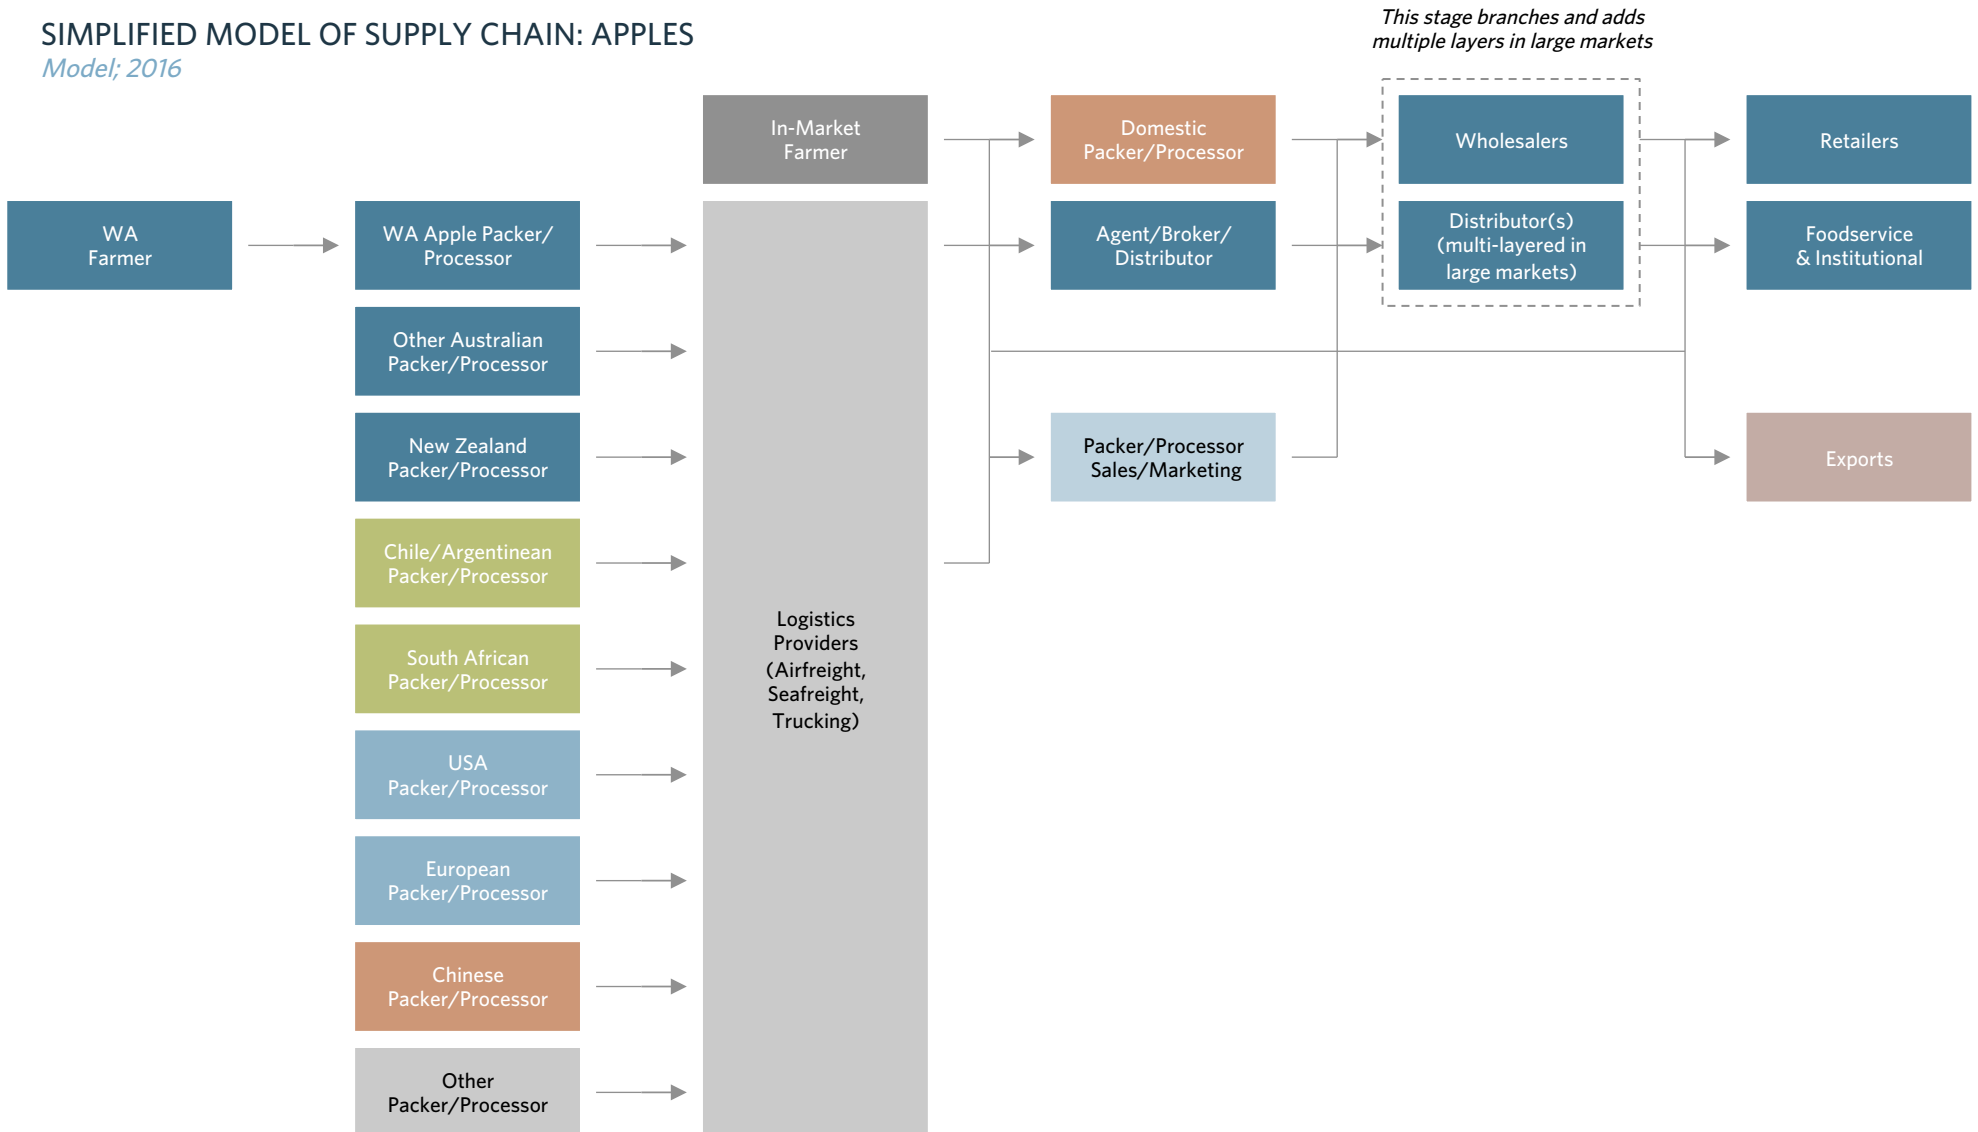 SIMPLIFIED MODEL OF SUPPLY CHAIN: APPLES
Model; 2016
This stage branches and adds
multiple layers in large markets
In-Market
Farmer
Domestic
Packer/Processor
Wholesalers
Retailers
WA
Farmer
WA Apple Packer/
Processor
Agent/Broker/
Distributor
Distributor(s)
(multi-layered in
large markets)
Foodservice
& Institutional
Other Australian
Packer/Processor
New Zealand
Packer/Processor
Packer/Processor
Sales/Marketing
Exports
Chile/Argentinean
Packer/Processor
Logistics
Providers
(Airfreight,
Seafreight,
Trucking)
South African
Packer/Processor
USA
Packer/Processor
European
Packer/Processor
Chinese
Packer/Processor
Other
Packer/Processor